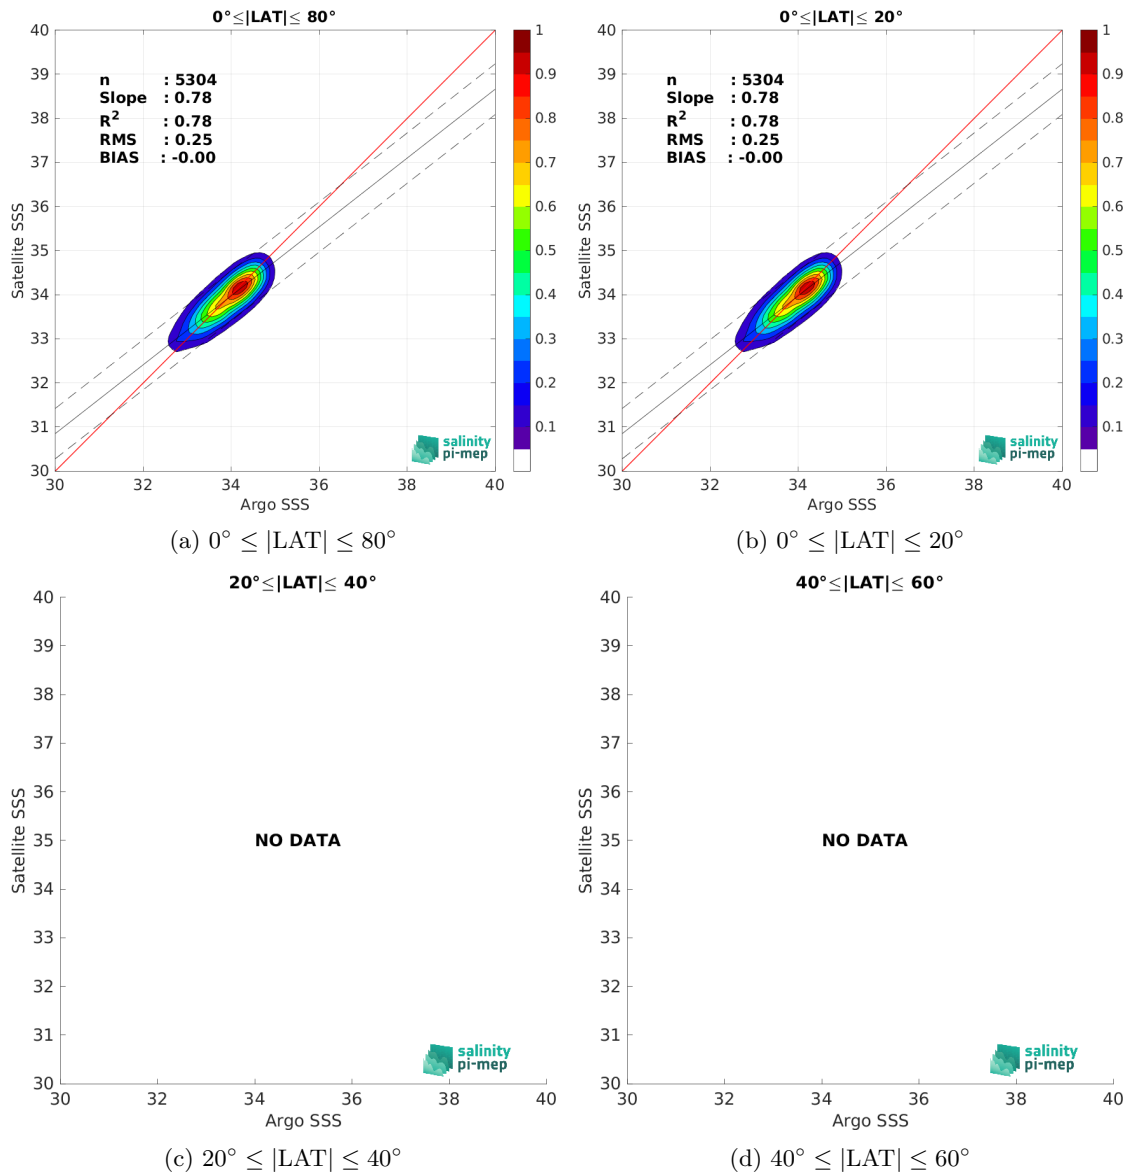 0°≤|LAT|≤ 80°
40
39
38
37
36
35
34
33
32
31
30
30
32
34
36
38
40
Satellite SSS
Argo SSS
n : 5304
Slope : 0.78
R² : 0.78
RMS : 0.25
BIAS : -0.00
1
0.9
0.8
0.7
0.6
0.5
0.4
0.3
0.2
0.1
salinity
pi-mep
(a) 0° ≤ |LAT| ≤ 80°
0°≤|LAT|≤ 20°
40
39
38
37
36
35
34
33
32
31
30
30
32
34
36
38
40
Satellite SSS
Argo SSS
n : 5304
Slope : 0.78
R² : 0.78
RMS : 0.25
BIAS : -0.00
1
0.9
0.8
0.7
0.6
0.5
0.4
0.3
0.2
0.1
salinity
pi-mep
(b) 0° ≤ |LAT| ≤ 20°
20°≤|LAT|≤ 40°
40
39
38
37
36
35
34
33
32
31
30
30
32
34
36
38
40
Satellite SSS
Argo SSS
NO DATA
salinity
pi-mep
(c) 20° ≤ |LAT| ≤ 40°
40°≤|LAT|≤ 60°
40
39
38
37
36
35
34
33
32
31
30
30
32
34
36
38
40
Satellite SSS
Argo SSS
NO DATA
salinity
pi-mep
(d) 40° ≤ |LAT| ≤ 60°